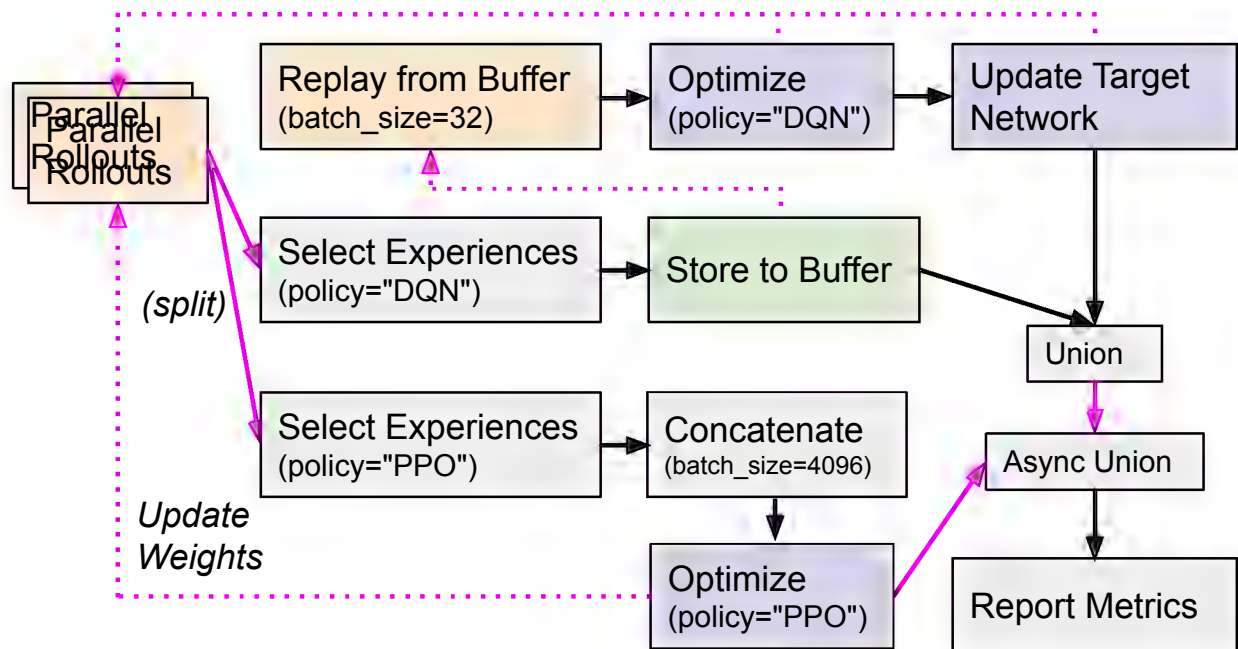 Parallel
Rollouts
Parallel
Rollouts
Replay from Buffer
(batch_size=32)
Optimize
(policy="DQN")
Update Target
Network
Select Experiences
(policy="DQN")
Store to Buffer
(split)
Union
Select Experiences
(policy="PPO")
Concatenate
(batch_size=4096)
Async Union
Update
Weights
Optimize
(policy="PPO")
Report Metrics